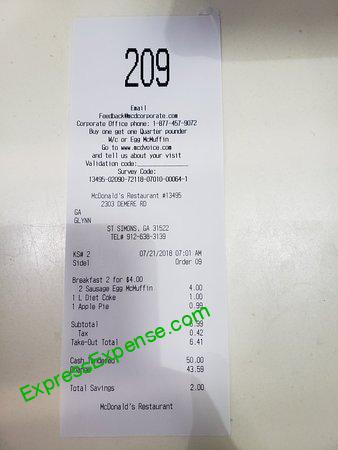 209
Email
Feedback@mcdcorporate.com
Corporate Office phone: 1-877-457-9072
Buy one get one Quarter pounder
W/c or Egg McMuffin
Go to www.mcdvoice.com
and tell us about your visit
Validation code:
Survey Code:
13495-02090-72118-07010-00064-1
McDonald's Restaurant #13495
2303 DEMERE RD
GA
GLYNN
ST SIMONS, GA 31522
TEL# 912-638-3139
KS# 2 07/21/2018 07:01 AM
Side1 Order 09
Breakfast 2 for $4.00
2 Sausage Egg McMuffin 4.00
1 L Diet Coke 1.00
1 Apple Pie 0.99
Subtotal 5.99
Tax 0.42
Take-Out Total 6.41
Cash Tendered 50.00
Change 43.59
Total Savings 2.00
McDonald's Restaurant
ExpressExpense.com